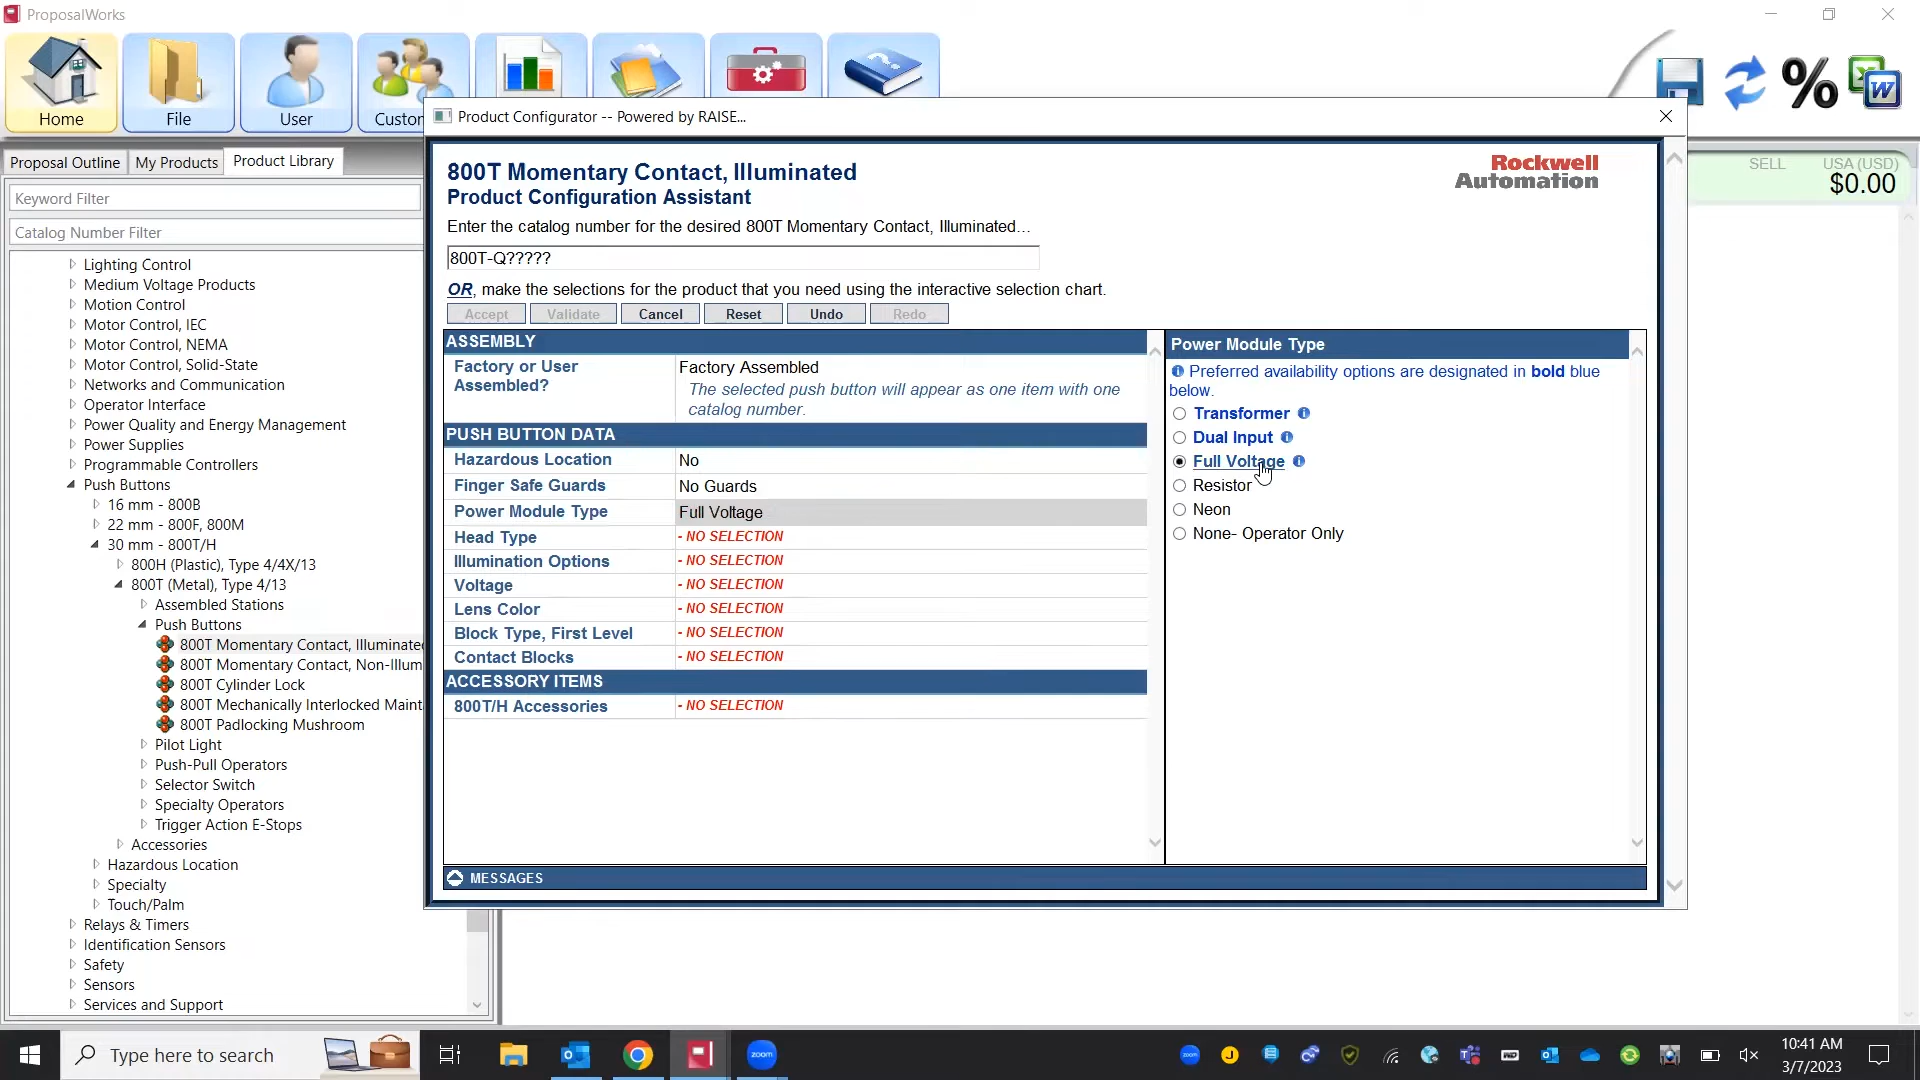 ProposalWorks
Home
File
User
Custom
Product Configurator -- Powered by RAISE...
Proposal Outline
My Products
Product Library
Keyword Filter
Catalog Number Filter
Lighting Control
Medium Voltage Products
Motion Control
Motor Control, IEC
Motor Control, NEMA
Motor Control, Solid-State
Networks and Communication
Operator Interface
Power Quality and Energy Management
Power Supplies
Programmable Controllers
Push Buttons
16 mm - 800B
22 mm - 800F, 800M
30 mm - 800T/H
800H (Plastic), Type 4/4X/13
800T (Metal), Type 4/13
Assembled Stations
Push Buttons
800T Momentary Contact, Illuminated
800T Momentary Contact, Non-Illum
800T Cylinder Lock
800T Mechanically Interlocked Maint
800T Padlocking Mushroom
Pilot Light
Push-Pull Operators
Selector Switch
Specialty Operators
Trigger Action E-Stops
Accessories
Hazardous Location
Specialty
Touch/Palm
Relays & Timers
Identification Sensors
Safety
Sensors
Services and Support
800T Momentary Contact, Illuminated
Product Configuration Assistant
Rockwell
Automation
Enter the catalog number for the desired 800T Momentary Contact, Illuminated...
800T-Q?????
OR, make the selections for the product that you need using the interactive selection chart.
Accept
Validate
Cancel
Reset
Undo
Redo
ASSEMBLY
Factory or User
Assembled?
Factory Assembled
The selected push button will appear as one item with one
catalog number.
PUSH BUTTON DATA
Hazardous Location
No
Finger Safe Guards
No Guards
Power Module Type
Full Voltage
Head Type
- NO SELECTION
Illumination Options
- NO SELECTION
Voltage
- NO SELECTION
Lens Color
- NO SELECTION
Block Type, First Level
- NO SELECTION
Contact Blocks
- NO SELECTION
ACCESSORY ITEMS
800T/H Accessories
- NO SELECTION
Power Module Type
Preferred availability options are designated in bold blue
below.
Transformer
Dual Input
Full Voltage
Resistor
Neon
None- Operator Only
MESSAGES
SELL
USA (USD)
$0.00
Type here to search
zoom
10:41 AM
3/7/2023